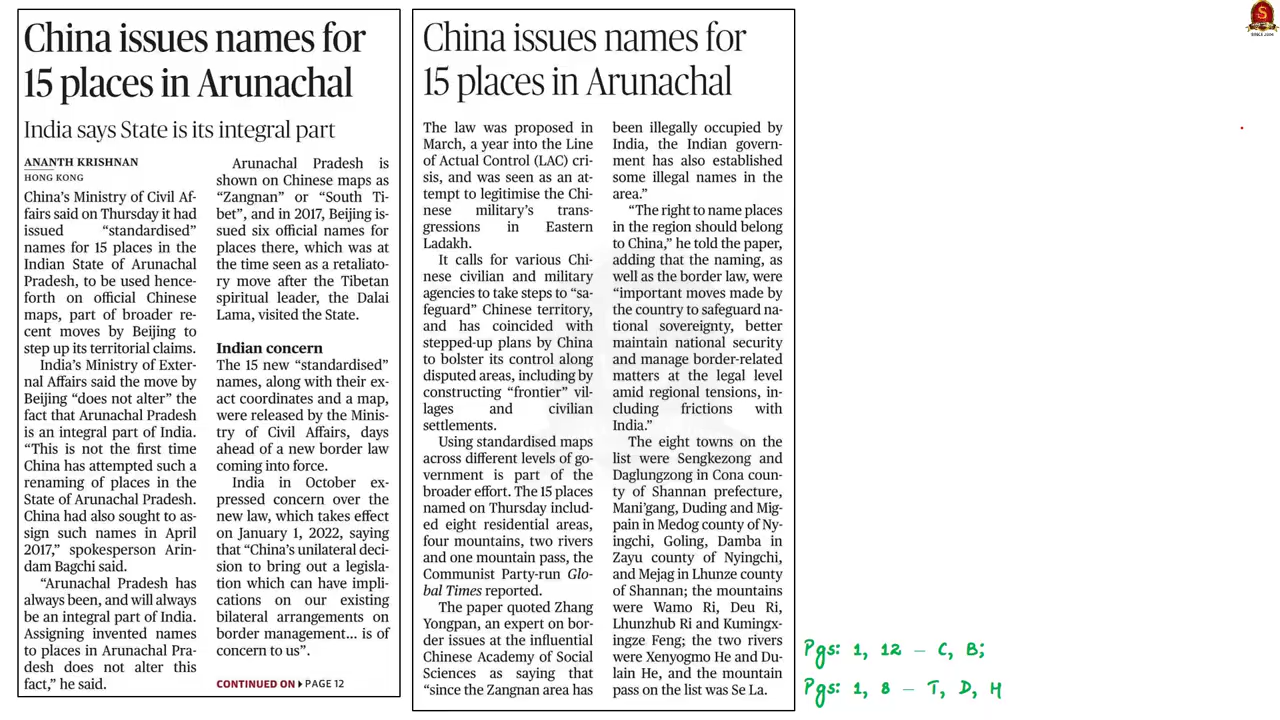 China issues names for
15 places in Arunachal
India says State is its integral part
ANANTH KRISHNAN
HONG KONG
China's Ministry of Civil Af-
fairs said on Thursday it had
issued “standardised”
names for 15 places in the
Indian State of Arunachal
Pradesh, to be used hence-
forth on official Chinese
maps, part of broader re-
cent moves by Beijing to
step up its territorial claims.
India's Ministry of Exter-
nal Affairs said the move by
Beijing “does not alter” the
fact that Arunachal Pradesh
is an integral part of India.
“This is not the first time
China has attempted such a
renaming of places in the
State of Arunachal Pradesh.
China had also sought to as-
sign such names in April
2017,” spokesperson Arin-
dam Bagchi said.
“Arunachal Pradesh has
always been, and will always
be an integral part of India.
Assigning invented names
to places in Arunachal Pra-
desh does not alter this
fact,” he said.
Arunachal Pradesh is
shown on Chinese maps as
“Zangnan” or “South Ti-
bet”, and in 2017, Beijing is-
sued six official names for
places there, which was at
the time seen as a retaliato-
ry move after the Tibetan
spiritual leader, the Dalai
Lama, visited the State.
Indian concern
The 15 new “standardised”
names, along with their ex-
act coordinates and a map,
were released by the Minis-
try of Civil Affairs, days
ahead of a new border law
coming into force.
India in October ex-
pressed concern over the
new law, which takes effect
on January 1, 2022, saying
that “China's unilateral deci-
sion to bring out a legisla-
tion which can have impli-
cations on our existing
bilateral arrangements on
border management... is of
concern to us”.
CONTINUED ON ▸ PAGE 12
China issues names for
15 places in Arunachal
The law was proposed in
March, a year into the Line
of Actual Control (LAC) cri-
sis, and was seen as an at-
tempt to legitimise the Chi-
nese military's trans-
gressions in Eastern
Ladakh.
It calls for various Chi-
nese civilian and military
agencies to take steps to “sa-
feguard” Chinese territory,
and has coincided with
stepped-up plans by China
to bolster its control along
disputed areas, including by
constructing “frontier” vil-
lages and civilian
settlements.
Using standardised maps
across different levels of go-
vernment is part of the
broader effort. The 15 places
named on Thursday includ-
ed eight residential areas,
four mountains, two rivers
and one mountain pass, the
Communist Party-run Glo-
bal Times reported.
The paper quoted Zhang
Yongpan, an expert on bor-
der issues at the influential
Chinese Academy of Social
Sciences as saying that
“since the Zangnan area has
been illegally occupied by
India, the Indian govern-
ment has also established
some illegal names in the
area.”
“The right to name places
in the region should belong
to China,” he told the paper,
adding that the naming, as
well as the border law, were
“important moves made by
the country to safeguard na-
tional sovereignty, better
maintain national security
and manage border-related
matters at the legal level
amid regional tensions, in-
cluding frictions with
India.”
The eight towns on the
list were Sengkezong and
Daglungzong in Cona coun-
ty of Shannan prefecture,
Mani'gang, Duding and Mig-
pain in Medog county of Ny-
ingchi, Goling, Damba in
Zayu county of Nyingchi,
and Mejag in Lhunze county
of Shannan; the mountains
were Wamo Ri, Deu Ri,
Lhunzhub Ri and Kumingx-
ingze Feng; the two rivers
were Xenyogmo He and Du-
lain He, and the mountain
pass on the list was Se La.
Pgs: 1, 12 – C, B;
Pgs: 1, 8 – T, D, H
S
SINCE 2004